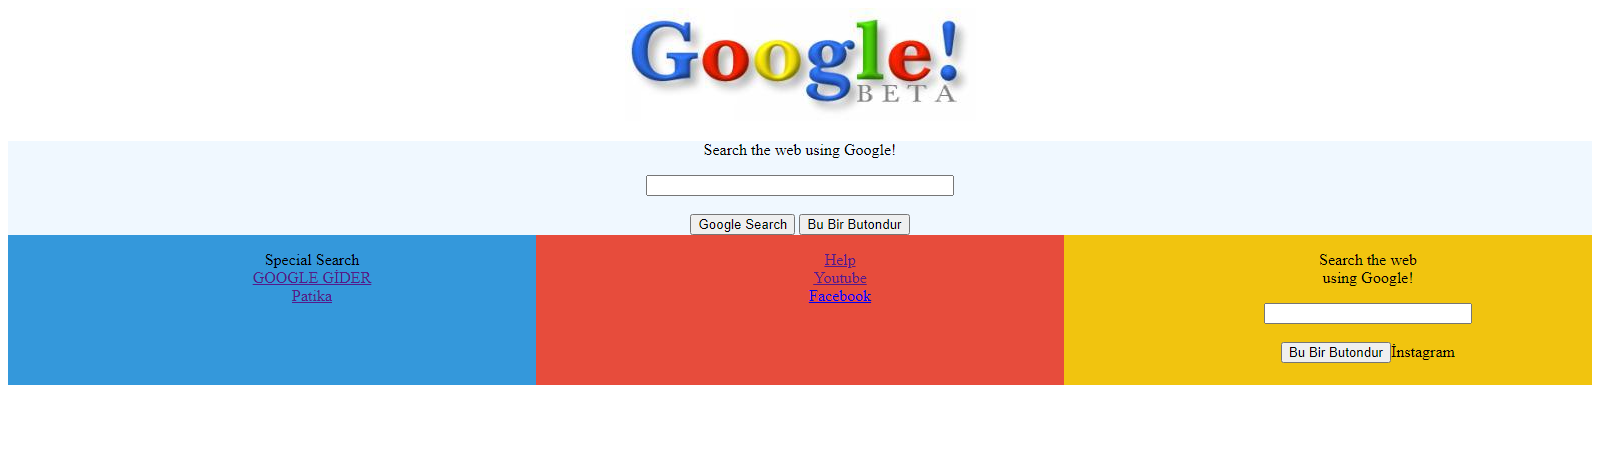 Google!
BETA
Search the web using Google!
Google Search Bu Bir Butondur
Special Search
GOOGLE GİDER
Patika
Help
Youtube
Facebook
Search the web
using Google!
Bu Bir Butondur İnstagram